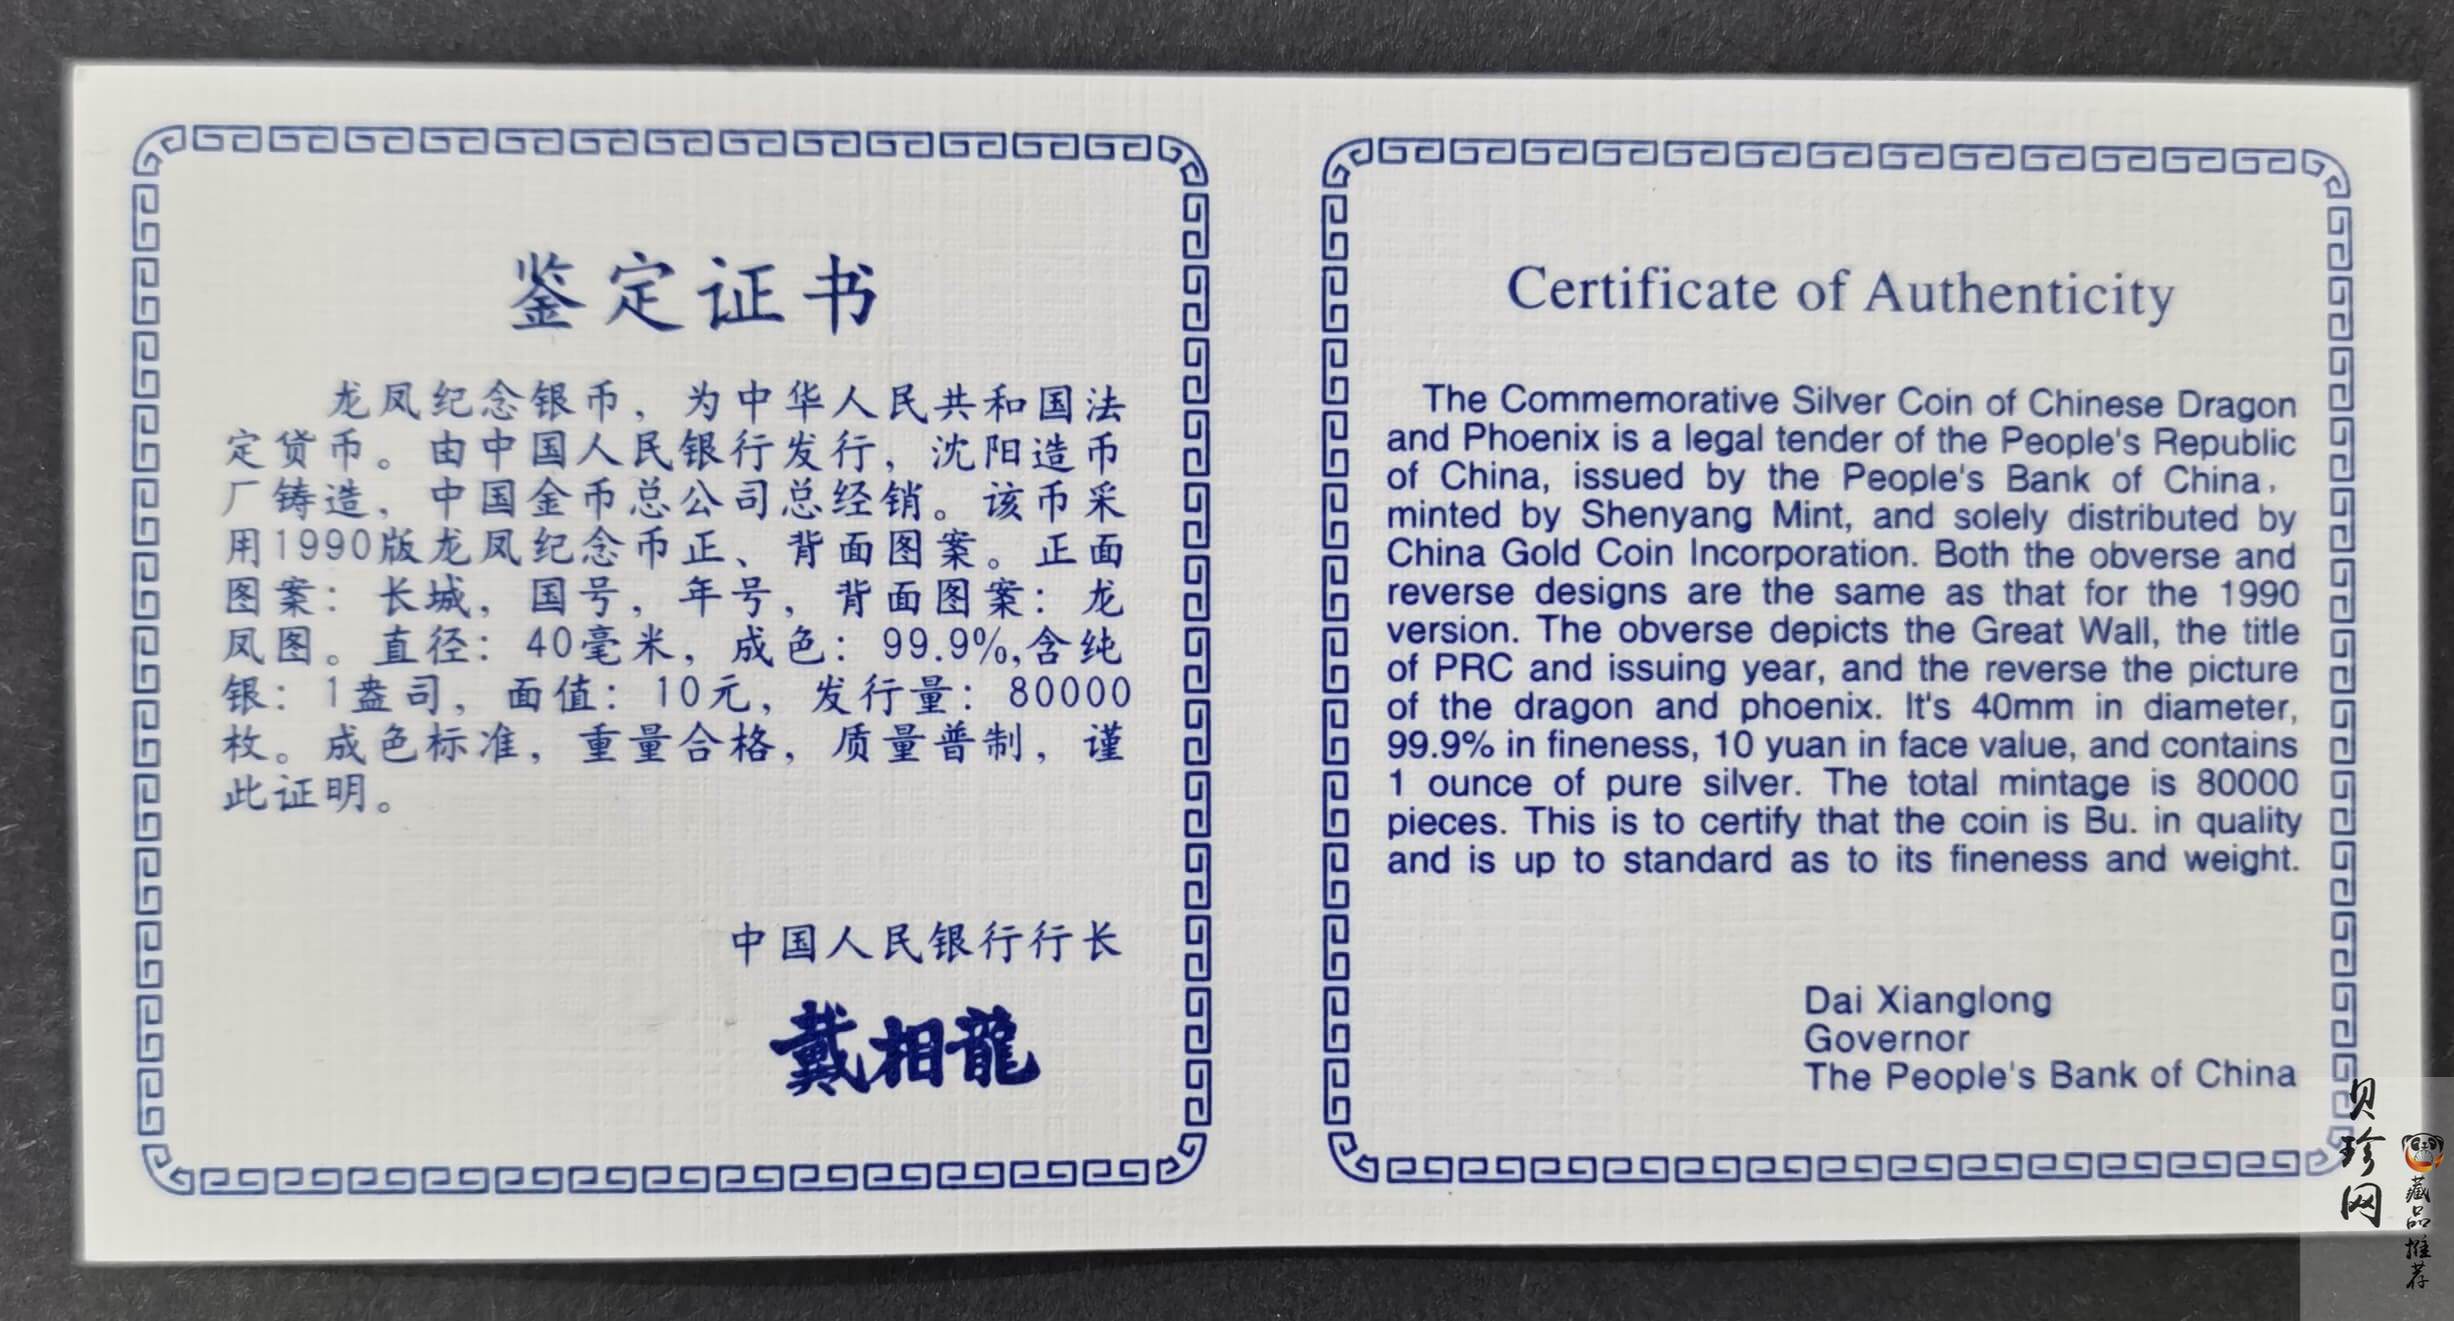 鉴定证书
龙凤纪念银币，为中华人民共和国法
定货币。由中国人民银行发行，沈阳造币
厂铸造，中国金币总公司总经销。该币采
用1990版龙凤纪念币正、背面图案。正面
图案：长城，国号，年号，背面图案：龙
凤图。直径：40毫米，成色：99.9%,含纯
银：1盎司，面值：10元，发行量：80000
枚。成色标准，重量合格，质量普制，谨
此证明。
中国人民银行行长
戴相龍
Certificate of Authenticity
The Commemorative Silver Coin of Chinese Dragon
and Phoenix is a legal tender of the People's Republic
of China, issued by the People's Bank of China,
minted by Shenyang Mint, and solely distributed by
China Gold Coin Incorporation. Both the obverse and
reverse designs are the same as that for the 1990
version. The obverse depicts the Great Wall, the title
of PRC and issuing year, and the reverse the picture
of the dragon and phoenix. It's 40mm in diameter,
99.9% in fineness, 10 yuan in face value, and contains
1 ounce of pure silver. The total mintage is 80000
pieces. This is to certify that the coin is Bu. in quality
and is up to standard as to its fineness and weight.
Dai Xianglong
Governor
The People's Bank of China
贝珍网
藏品推荐